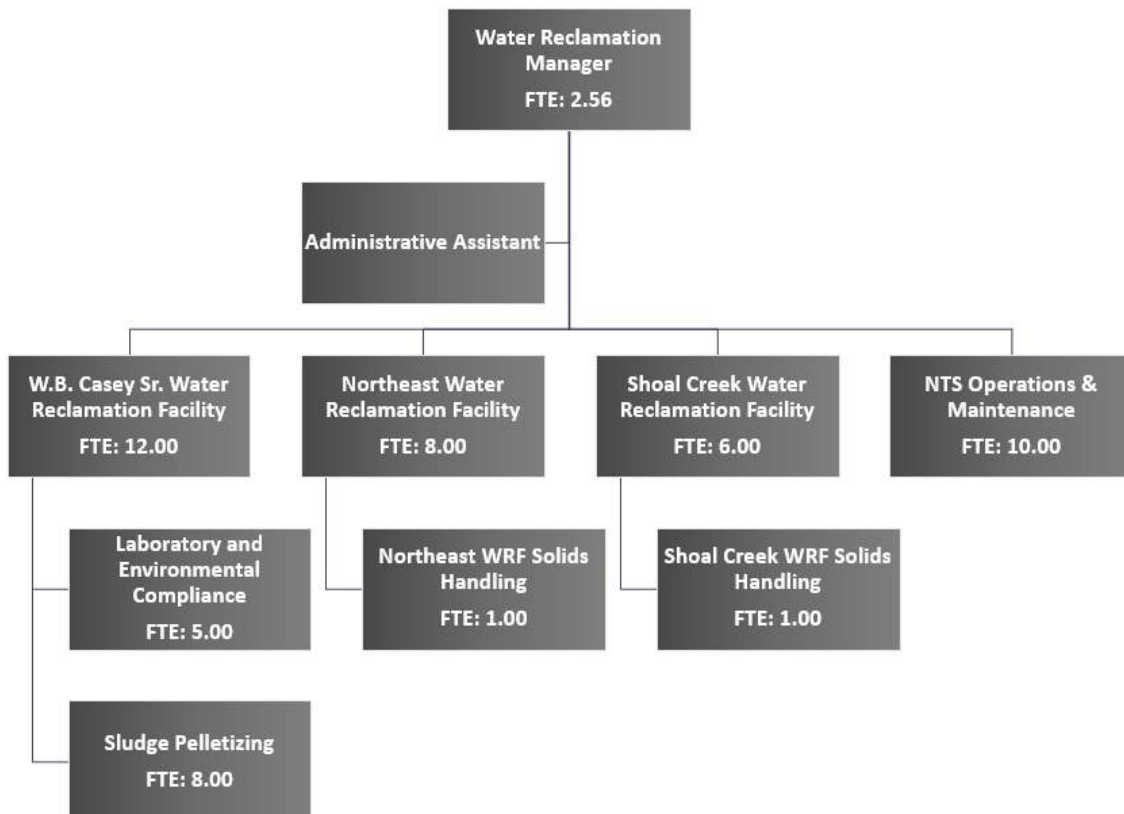 Water Reclamation
Manager
FTE: 2.56
Administrative Assistant
W.B. Casey Sr. Water
Reclamation Facility
FTE: 12.00
Northeast Water
Reclamation Facility
FTE: 8.00
Shoal Creek Water
Reclamation Facility
FTE: 6.00
NTS Operations &
Maintenance
FTE: 10.00
Laboratory and
Environmental
Compliance
FTE: 5.00
Northeast WRF Solids
Handling
FTE: 1.00
Shoal Creek WRF Solids
Handling
FTE: 1.00
Sludge Pelletizing
FTE: 8.00